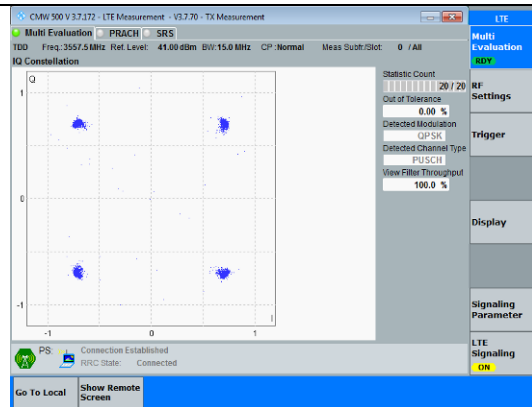 CMW 500 V 3.7.172 - LTE Measurement - V3.7.70 - TX Measurement
LTE
Multi Evaluation PRACH SRS
TDD Freq.:3557.5 MHz Ref. Level: 41.00 dBm BW:15.0 MHz CP :Normal Meas Subfr./Slot: 0 / All
IQ Constellation
Q
1
0
-1
-1 0 1
I
Statistic Count
20 / 20
Out of Tolerance
0.00 %
Detected Modulation
QPSK
Detected Channel Type
PUSCH
View Filter Throughput
100.0 %
PS: Connection Established
RRC State: Connected
Multi
Evaluation
RDY
RF
Settings
Trigger
Display
Signaling
Parameter
LTE
Signaling
ON
Go To Local
Show Remote
Screen